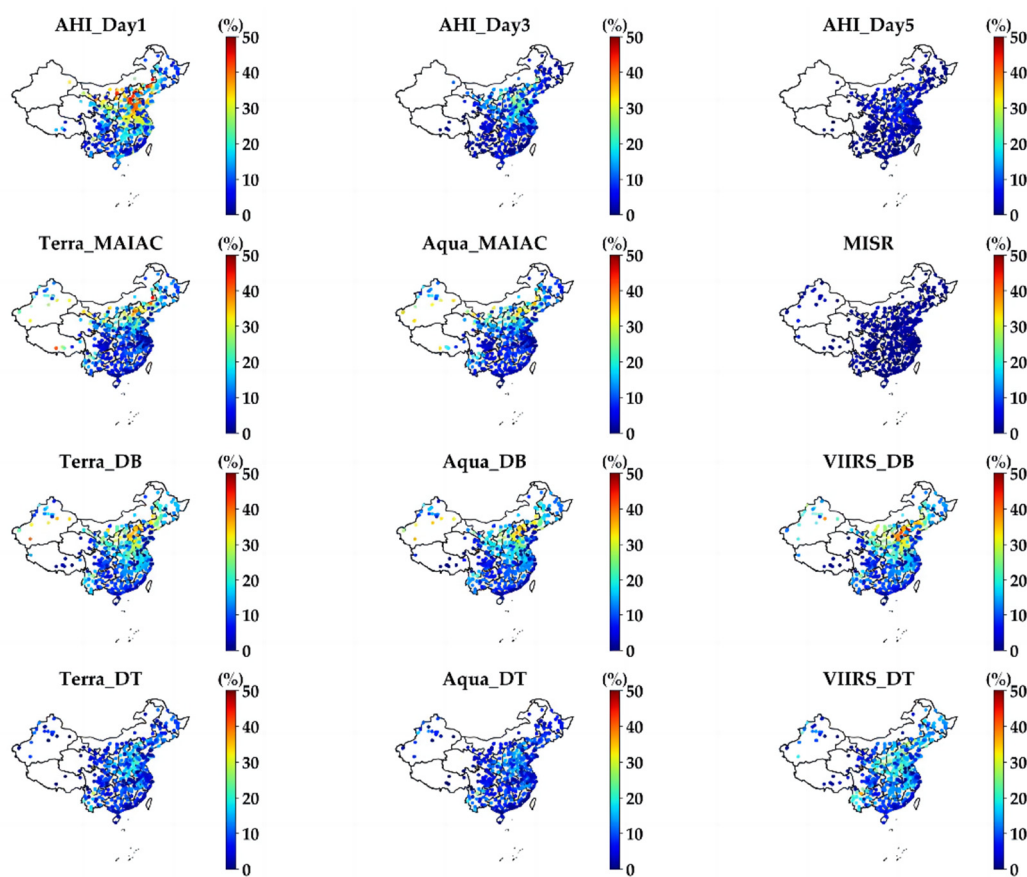 AHI_Day1 (%) AHI_Day3 (%) AHI_Day5 (%)
50 50 50
40 40 40
30 30 30
20 20 20
10 10 10
0 0 0
Terra_MAIAC (%) Aqua_MAIAC (%) MISR (%)
50 50 50
40 40 40
30 30 30
20 20 20
10 10 10
0 0 0
Terra_DB (%) Aqua_DB (%) VIIRS_DB (%)
50 50 50
40 40 40
30 30 30
20 20 20
10 10 10
0 0 0
Terra_DT (%) Aqua_DT (%) VIIRS_DT (%)
50 50 50
40 40 40
30 30 30
20 20 20
10 10 10
0 0 0